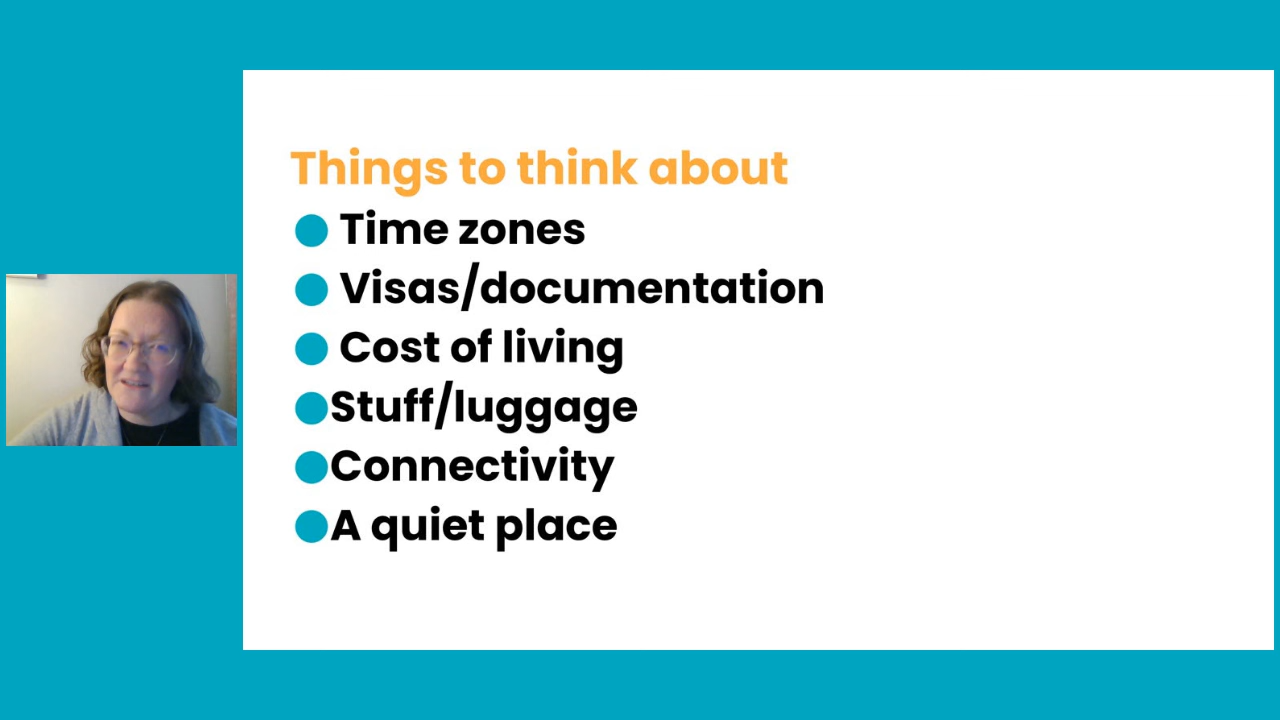 Things to think about
● Time zones
● Visas/documentation
● Cost of living
●Stuff/luggage
●Connectivity
●A quiet place